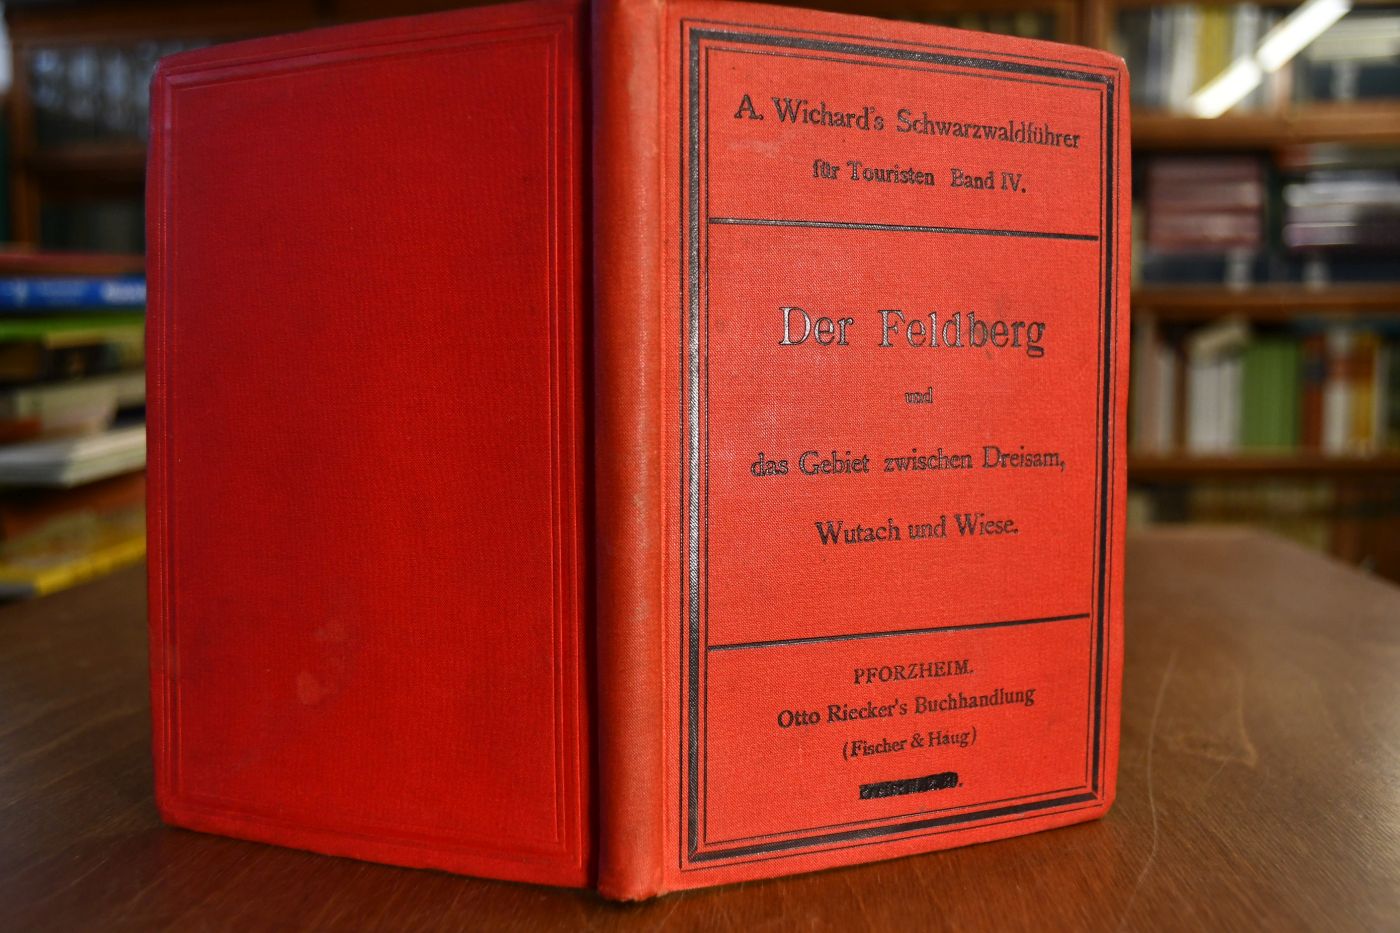 A. Wichard's Schwarzwaldführer
für Touristen Band IV.
Der Feldberg
und
das Gebiet zwischen Dreisam,
Wutach und Wiese.
PFORZHEIM.
Otto Riecker's Buchhandlung
(Fischer & Haug)